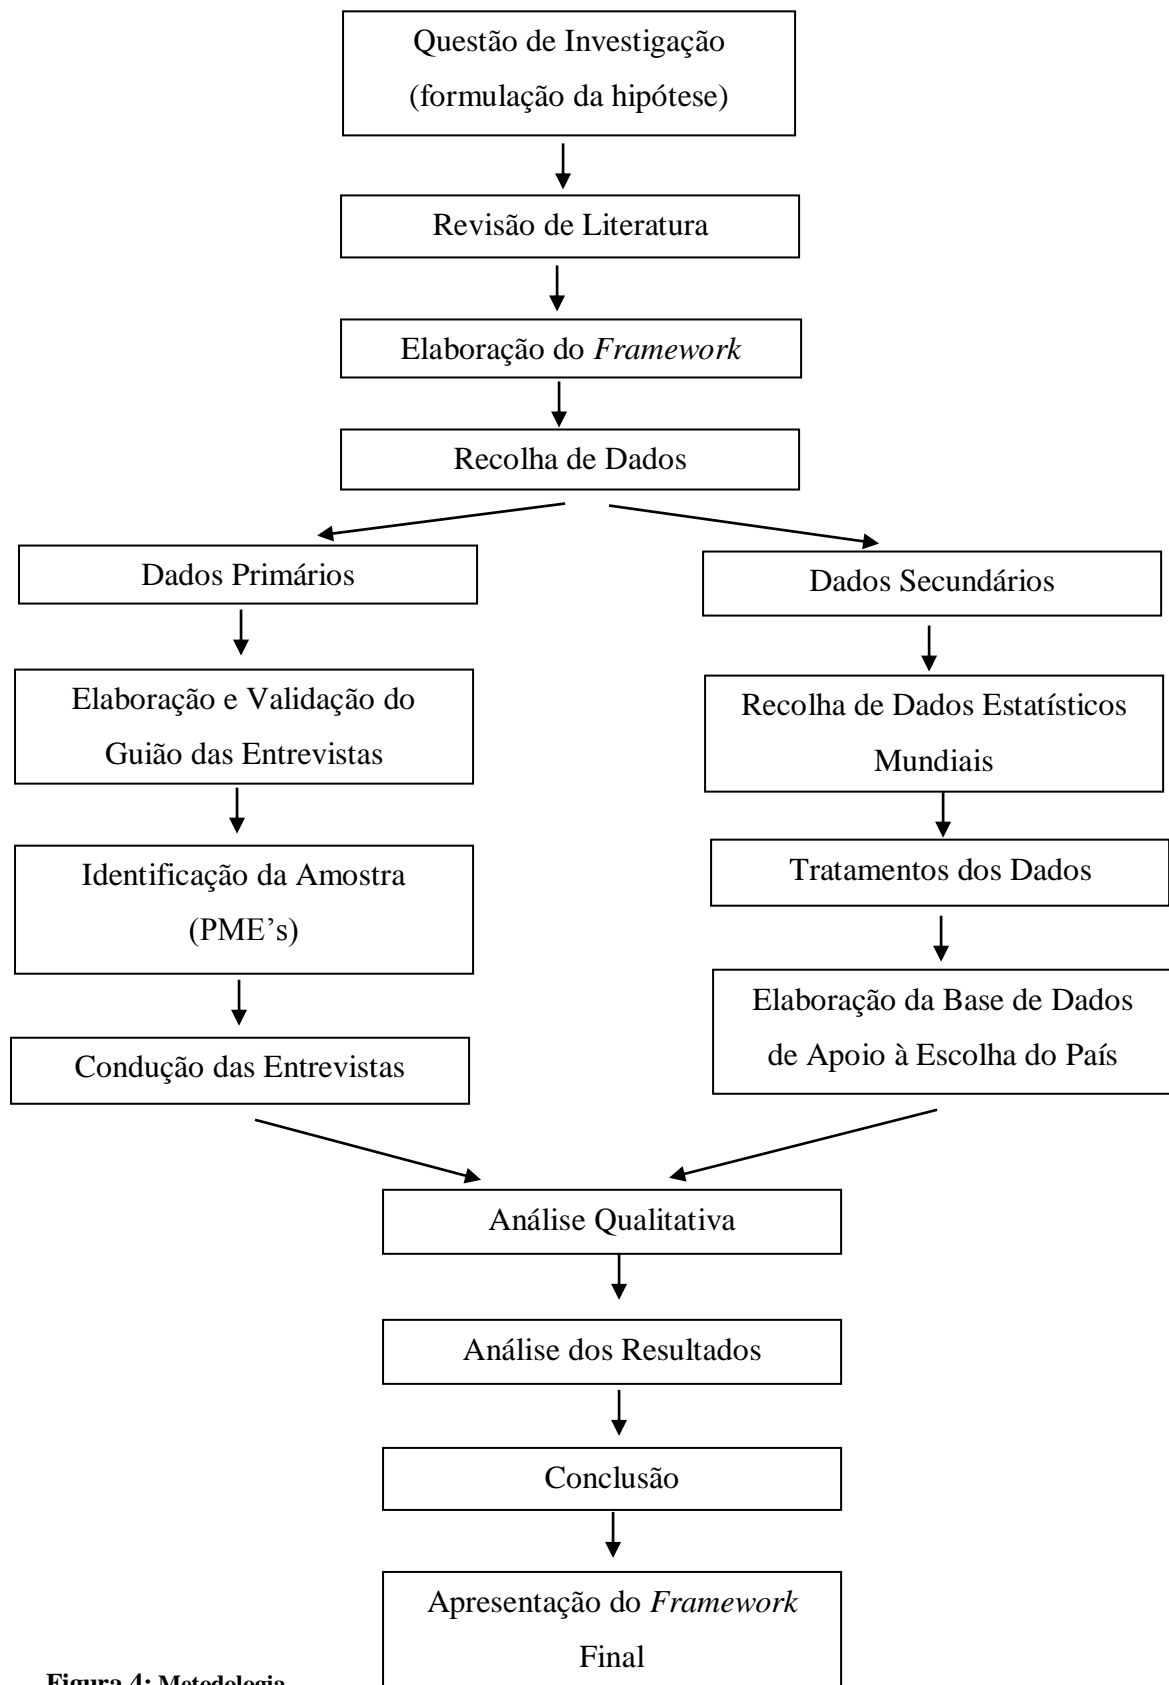 Questão de Investigação
(formulação da hipótese)
Revisão de Literatura
Elaboração do Framework
Recolha de Dados
Dados Primários
Elaboração e Validação do
Guião das Entrevistas
Identificação da Amostra
(PME’s)
Condução das Entrevistas
Dados Secundários
Recolha de Dados Estatísticos
Mundiais
Tratamentos dos Dados
Elaboração da Base de Dados
de Apoio à Escolha do País
Análise Qualitativa
Análise dos Resultados
Conclusão
Apresentação do Framework
Final
Figura 4: Metodologia